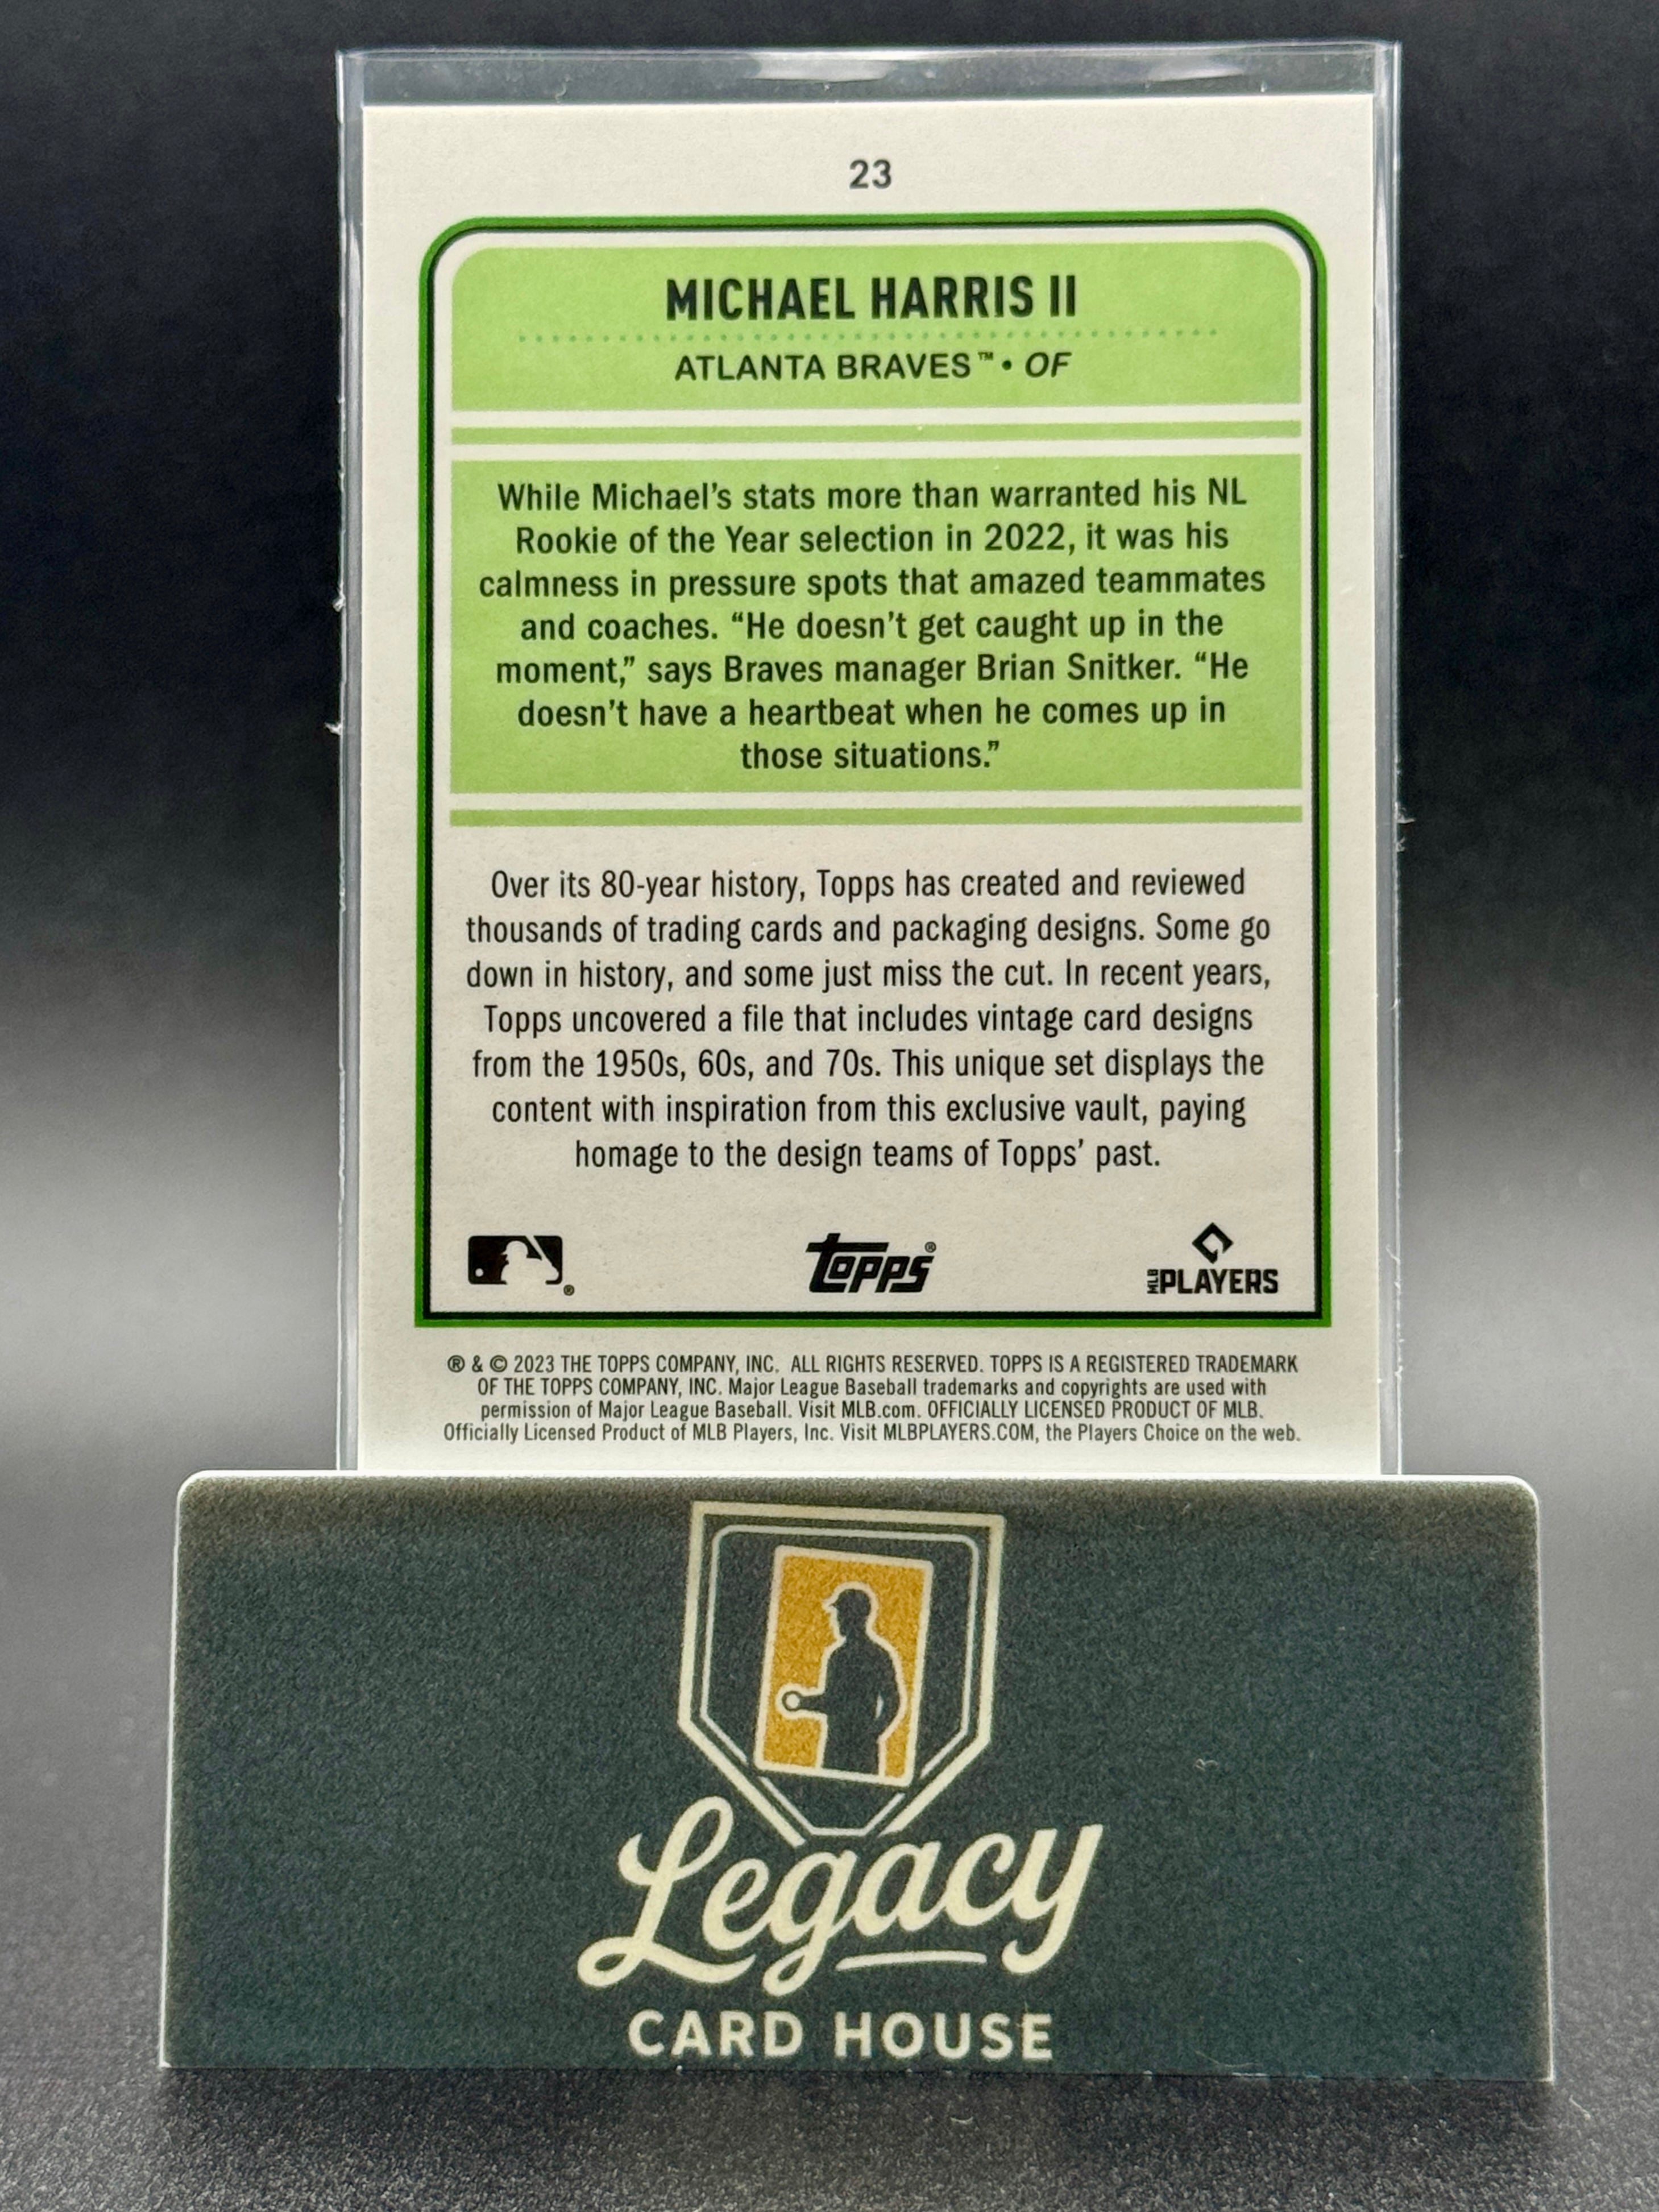 23
MICHAEL HARRIS II
ATLANTA BRAVES™ • OF
While Michael's stats more than warranted his NL
Rookie of the Year selection in 2022, it was his
calmness in pressure spots that amazed teammates
and coaches. “He doesn't get caught up in the
moment,” says Braves manager Brian Snitker. “He
doesn't have a heartbeat when he comes up in
those situations.”
Over its 80-year history, Topps has created and reviewed
thousands of trading cards and packaging designs. Some go
down in history, and some just miss the cut. In recent years,
Topps uncovered a file that includes vintage card designs
from the 1950s, 60s, and 70s. This unique set displays the
content with inspiration from this exclusive vault, paying
homage to the design teams of Topps' past.
® Topps® MLB PLAYERS
® & © 2023 THE TOPPS COMPANY, INC. ALL RIGHTS RESERVED. TOPPS IS A REGISTERED TRADEMARK
OF THE TOPPS COMPANY, INC. Major League Baseball trademarks and copyrights are used with
permission of Major League Baseball. Visit MLB.com. OFFICIALLY LICENSED PRODUCT OF MLB.
Officially Licensed Product of MLB Players, Inc. Visit MLBPLAYERS.COM, the Players Choice on the web.
Legacy
CARD HOUSE